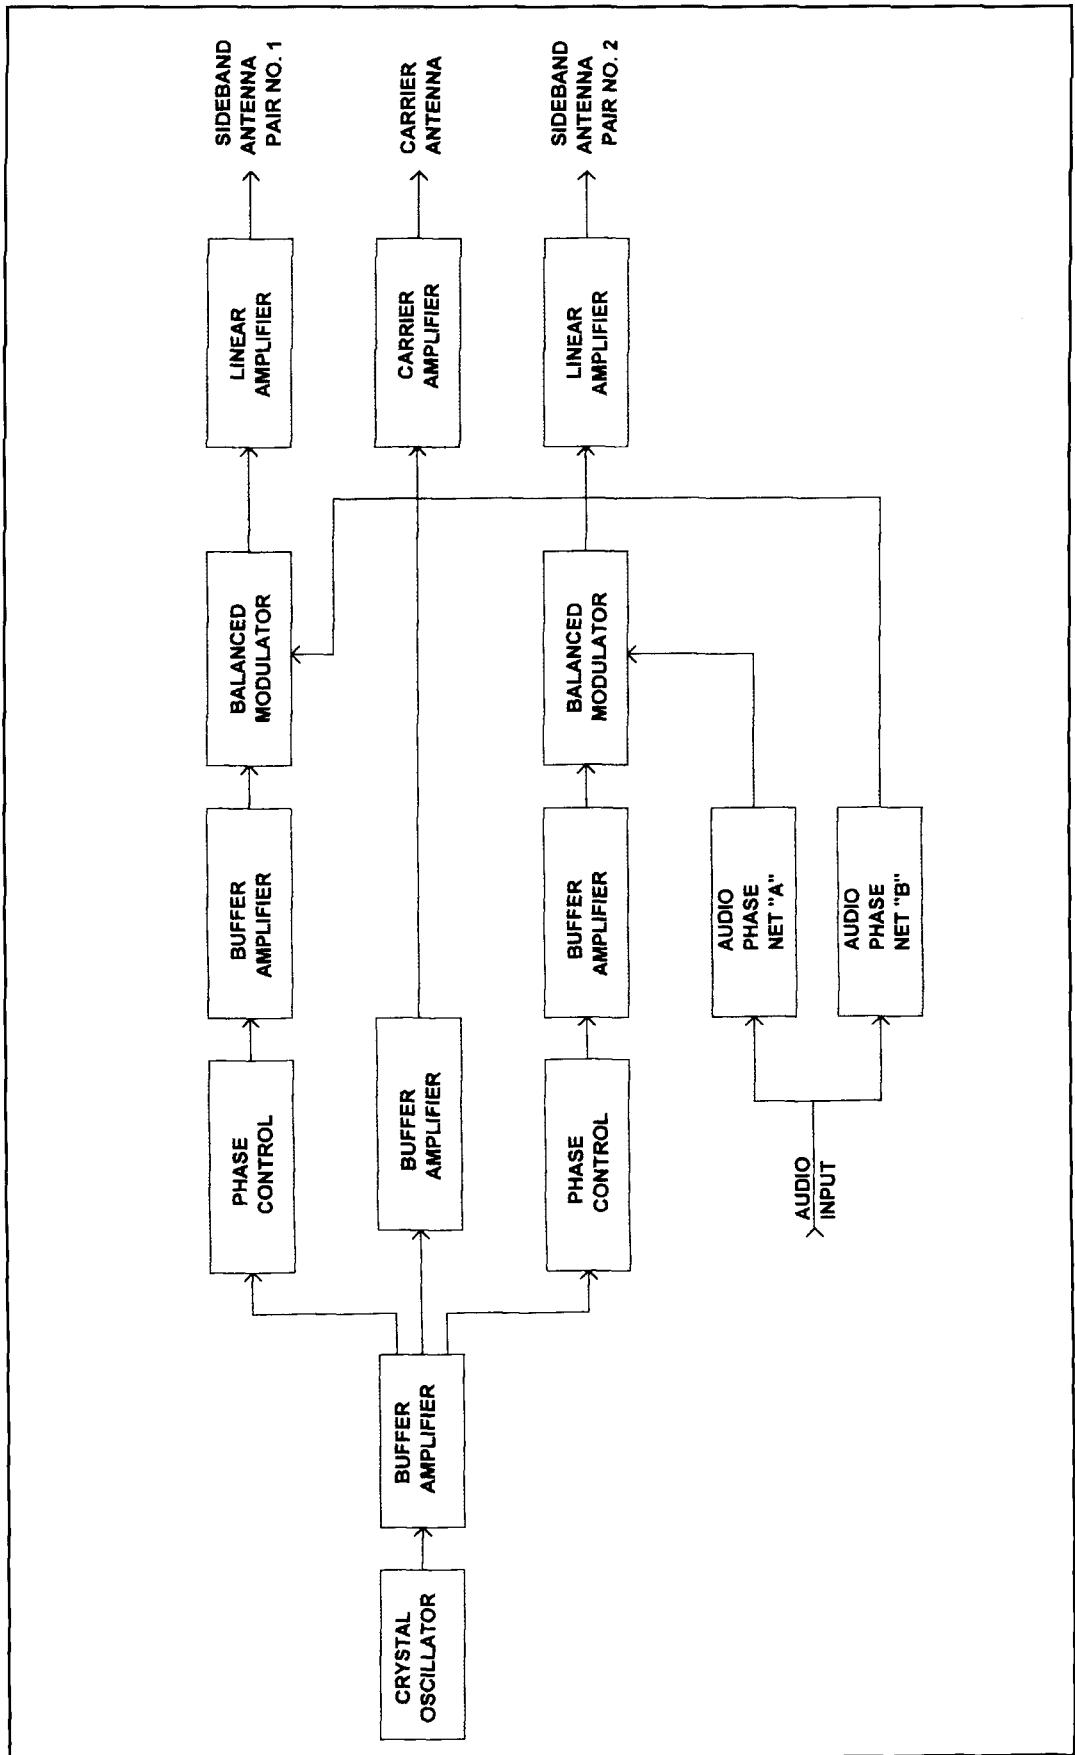 CRYSTAL
OSCILLATOR
BUFFER
AMPLIFIER
PHASE
CONTROL
BUFFER
AMPLIFIER
BALANCED
MODULATOR
LINEAR
AMPLIFIER
SIDEBAND
ANTENNA
PAIR NO. 1
BUFFER
AMPLIFIER
CARRIER
AMPLIFIER
CARRIER
ANTENNA
PHASE
CONTROL
BUFFER
AMPLIFIER
BALANCED
MODULATOR
LINEAR
AMPLIFIER
SIDEBAND
ANTENNA
PAIR NO. 2
AUDIO
INPUT
AUDIO
PHASE
NET "A"
AUDIO
PHASE
NET "B"